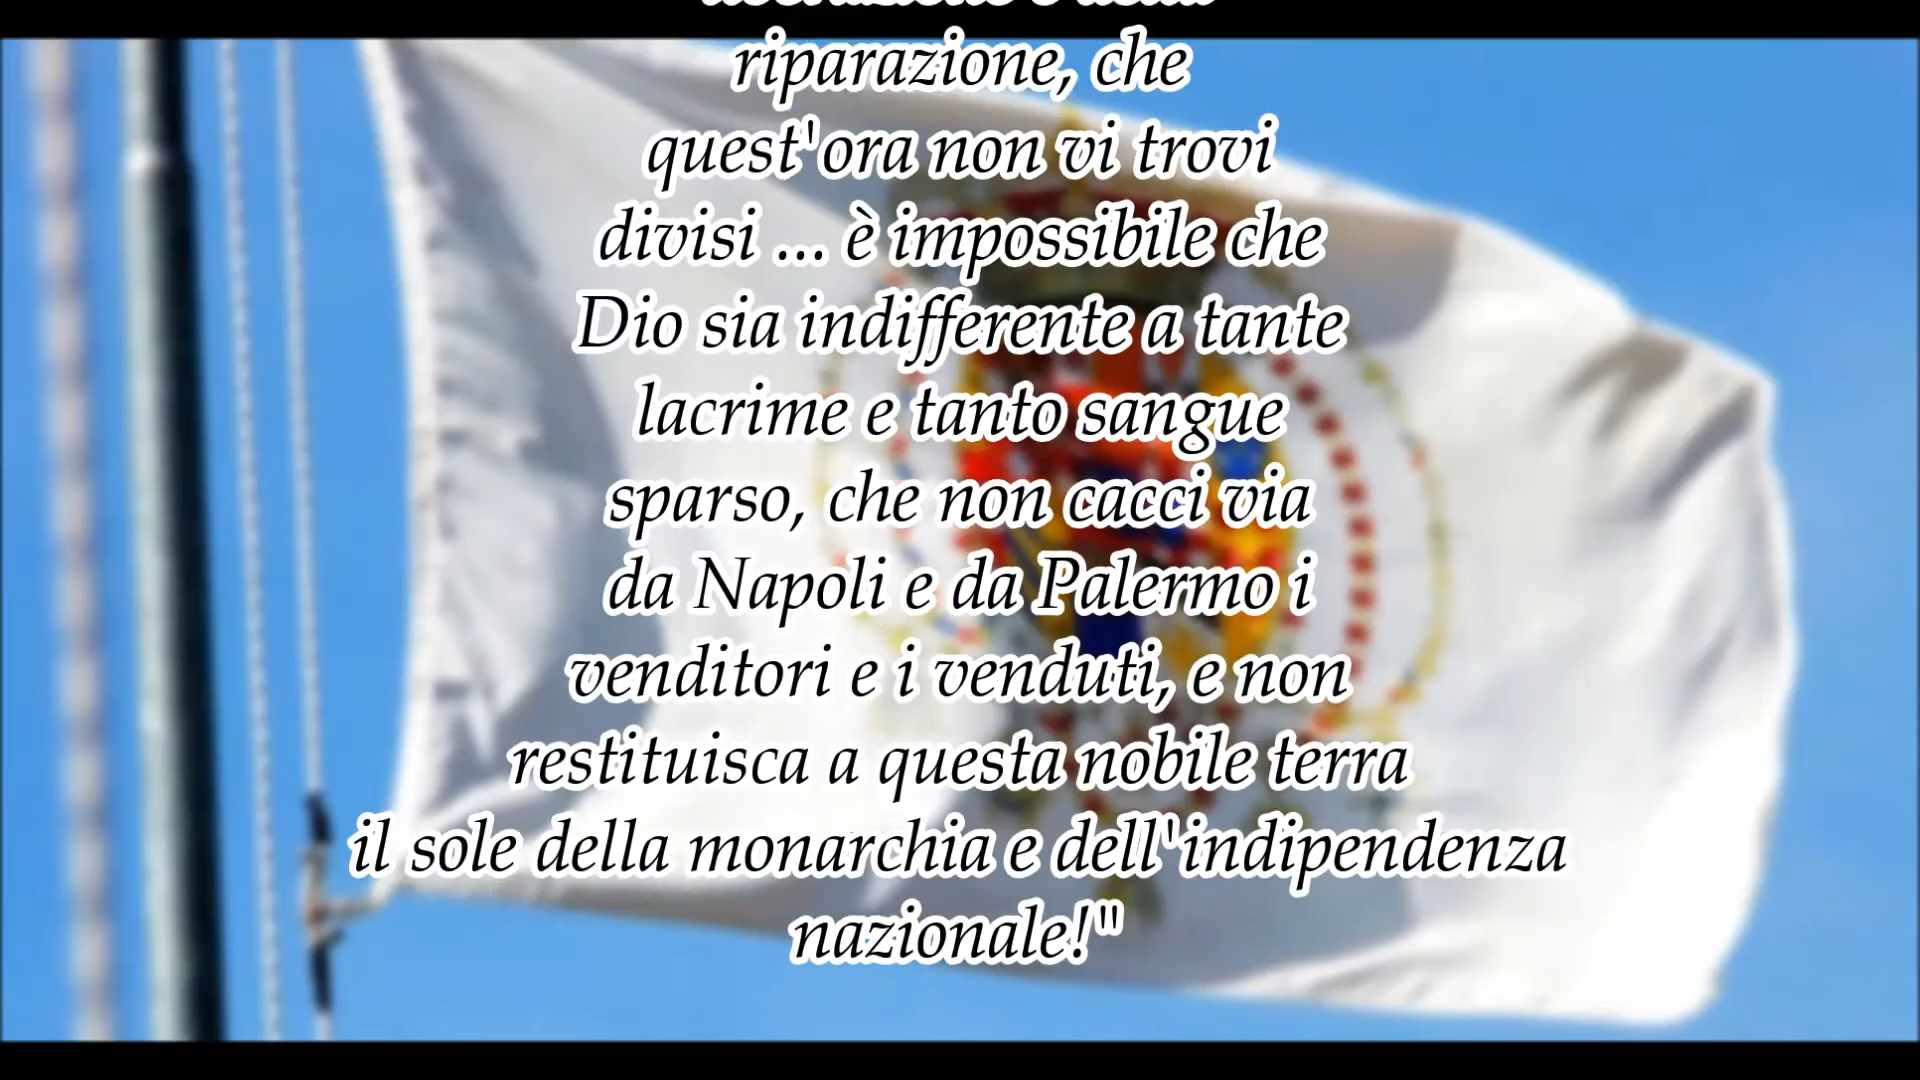 riparazione, che
quest'ora non vi trovi
divisi ... è impossibile che
Dio sia indifferente a tante
lacrime e tanto sangue
sparso, che non cacci via
da Napoli e da Palermo i
venditori e i venduti, e non
restituisca a questa nobile terra
il sole della monarchia e dell'indipendenza
nazionale!"